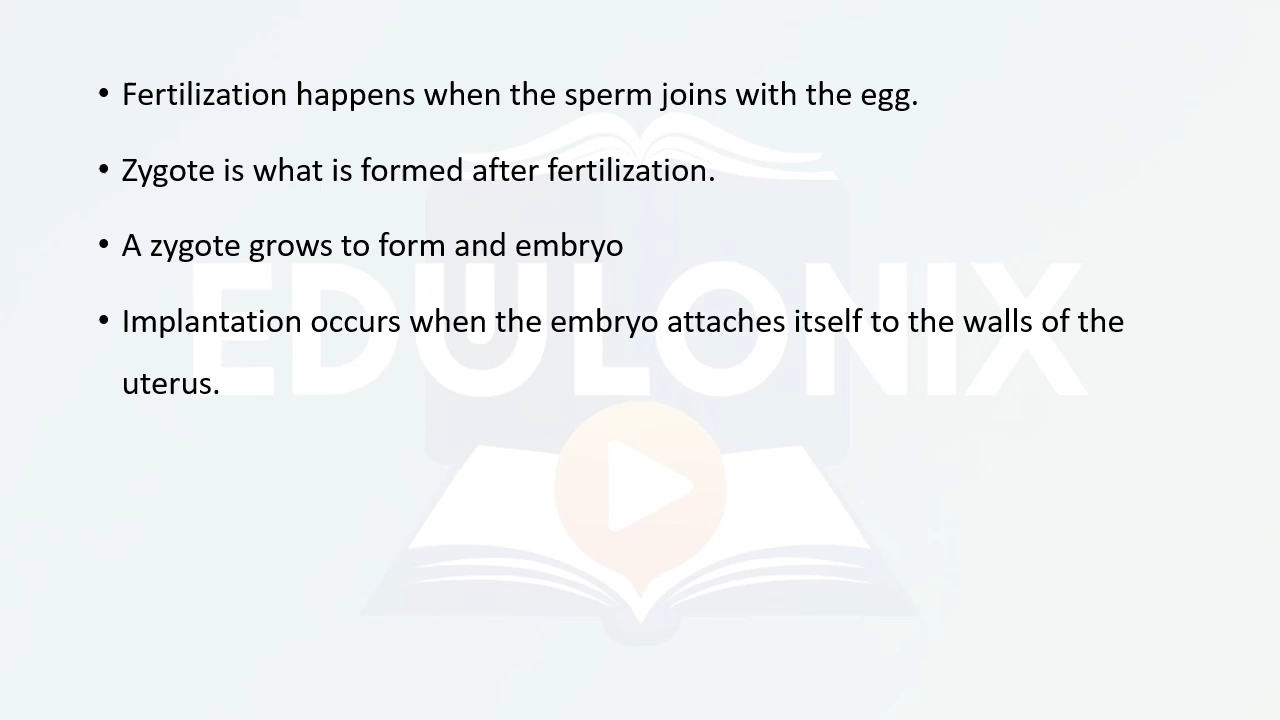 • Fertilization happens when the sperm joins with the egg.
• Zygote is what is formed after fertilization.
• A zygote grows to form and embryo
• Implantation occurs when the embryo attaches itself to the walls of the
uterus.
EDULONIX